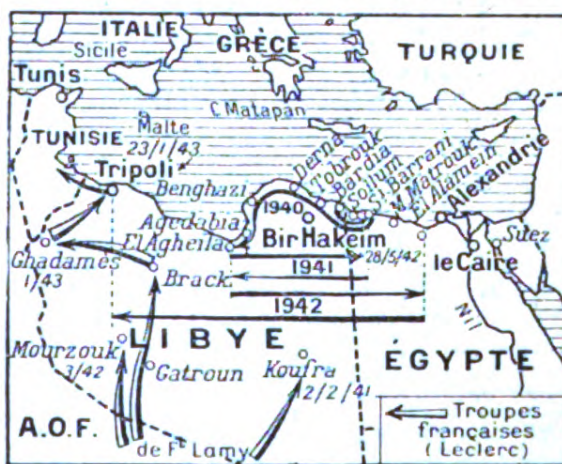 ITALIE
GRÈCE
TURQUIE
Sicile
Tunis
C. Matapan
TUNISIE
Malte
23/1/43
Tripoli
Derna
Tobrouk
Bardia
Sollum
Si. Barrani
M. Matrouk
El Alamein
Alexandrie
Benghazi
1940
Agedabia
El Agheila
Bir Hakeim
28/5/42
Suez
le Caire
Ghadamès
1/43
Brack
1941
1942
Nil
Mourzouk
3/42
LIBYE
ÉGYPTE
Gatroun
Koufra
2/2/41
A.O.F.
de Ft Lamy
Troupes
françaises
(Leclerc)